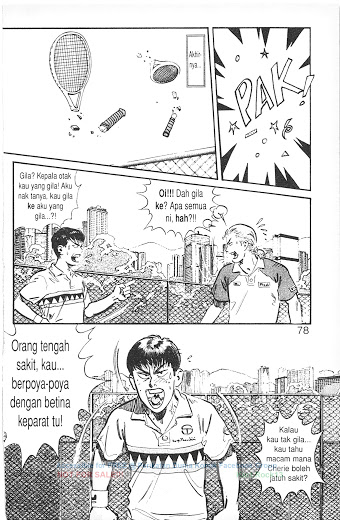 PAK!
Akhir
nya...
Oi!!! Dah gila
ke? Apa semua
ni, hah?!!
Gila? Kepala otak
kau yang gila! Aku
nak tanya, kau gila
ke aku yang
gila...?!
78
Orang tengah
sakit, kau...
berpoya-poya
dengan betina
keparat tu!
Kalau
kau tak gila...
kau tahu
macam mana
Cherie boleh
jatuh sakit?